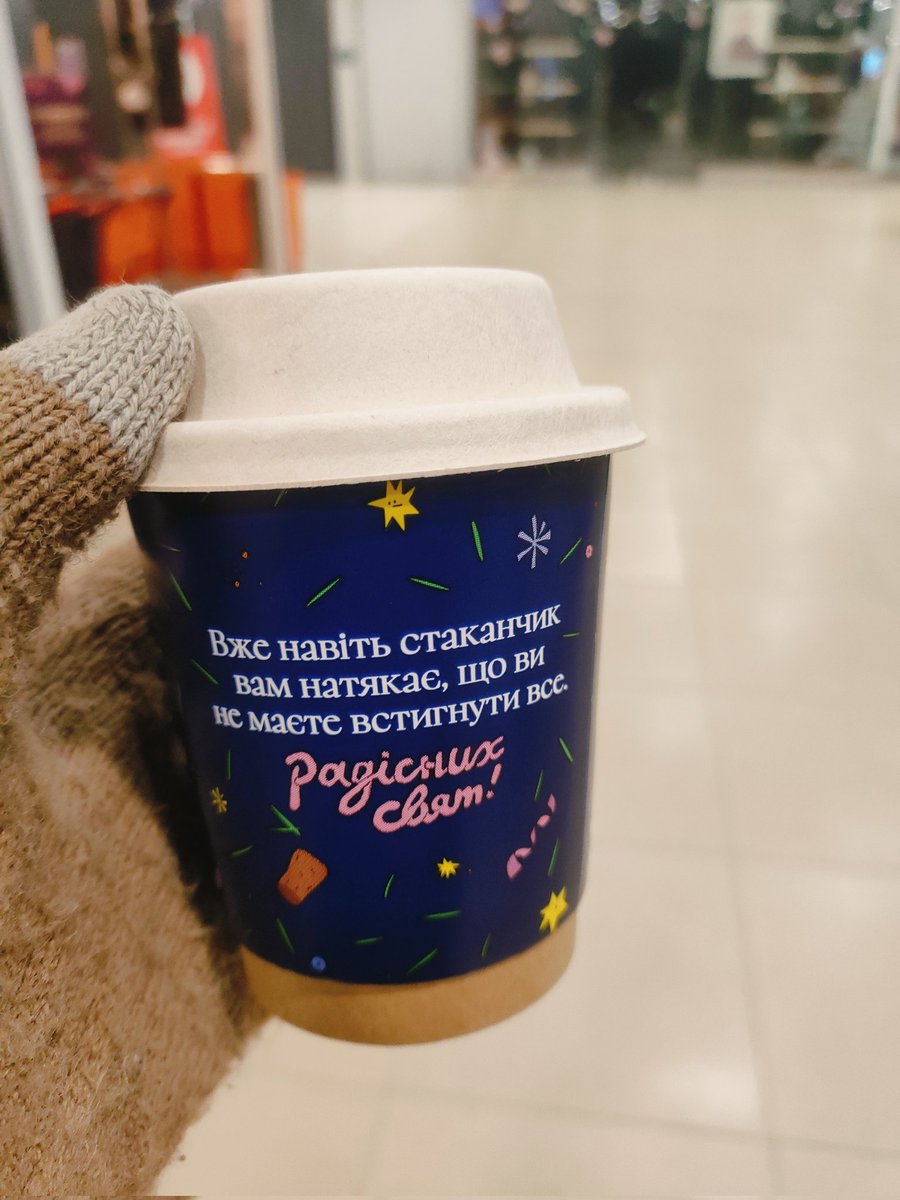 Вже навіть стаканчик
вам натякає, що ви
не маєте встигнути все.
Радісних
свят!